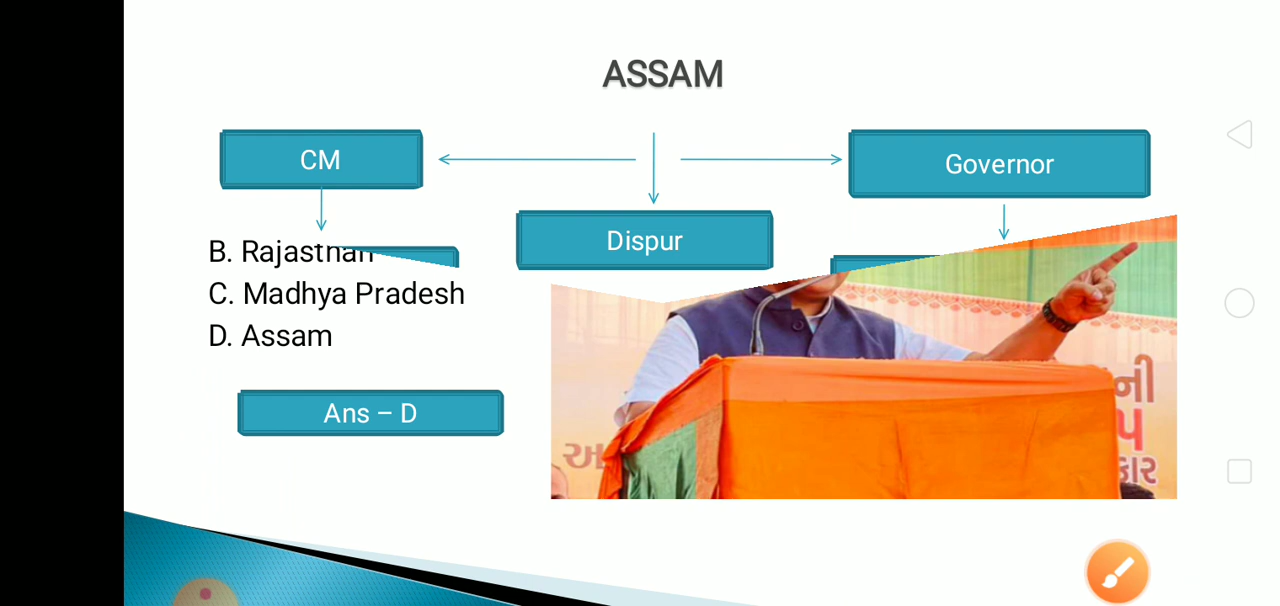 ASSAM
CM
Governor
Dispur
B. Rajasthan
C. Madhya Pradesh
D. Assam
Ans – D
ની